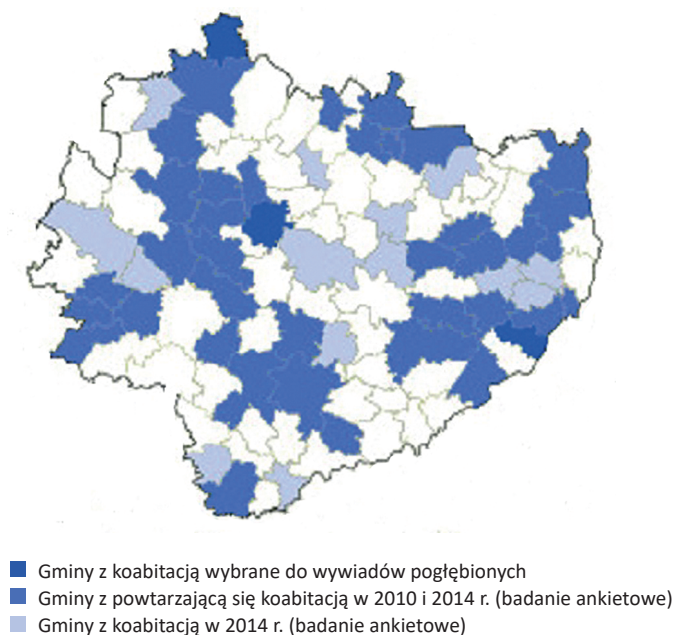 Gminy z koabitacją wybrane do wywiadów pogłębionych
Gminy z powtarzającą się koabitacją w 2010 i 2014 r. (badanie ankietowe)
Gminy z koabitacją w 2014 r. (badanie ankietowe)